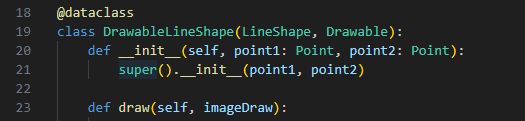 18 @dataclass
19 class DrawableLineShape(LineShape, Drawable):
20     def __init__(self, point1: Point, point2: Point):
21         super().__init__(point1, point2)
22
23     def draw(self, imageDraw):